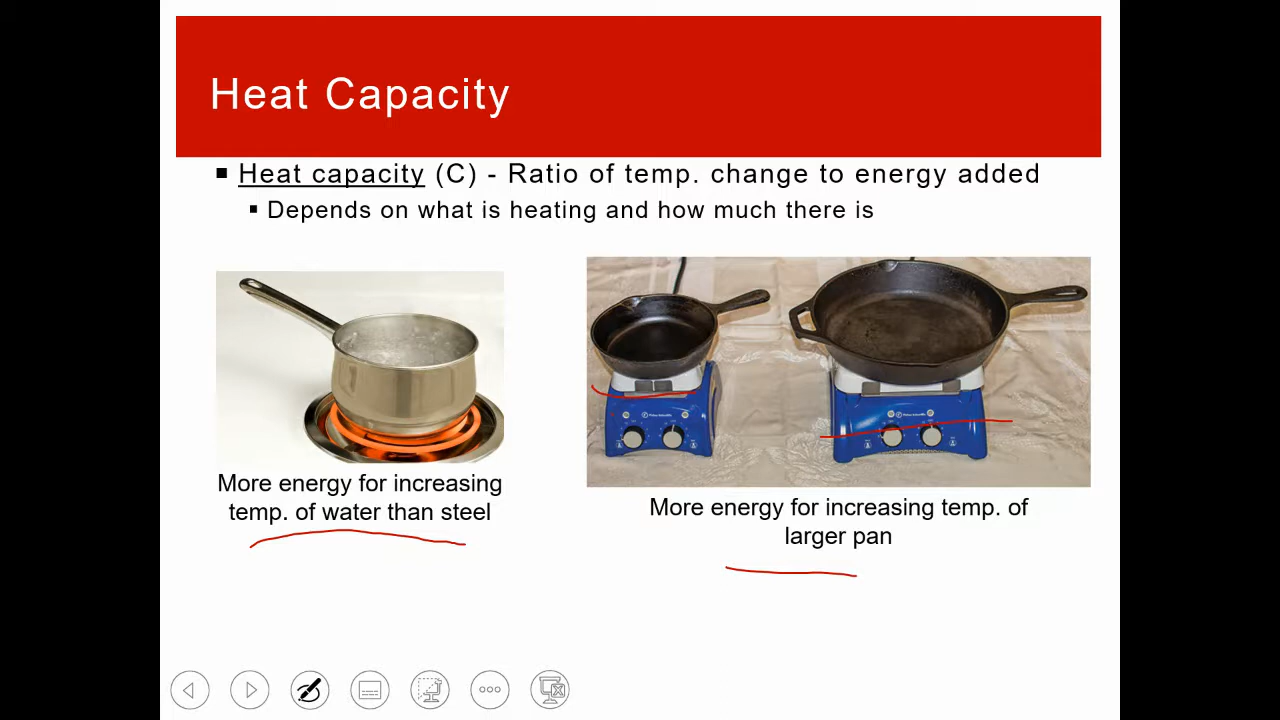 Heat Capacity
Heat capacity (C) - Ratio of temp. change to energy added
Depends on what is heating and how much there is
More energy for increasing
temp. of water than steel
More energy for increasing temp. of
larger pan